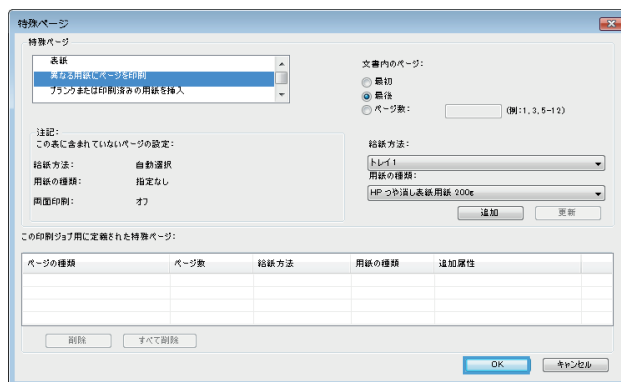 特殊ページ
特殊ページ
表紙
異なる用紙にページを印刷
ブランクまたは印刷済みの用紙を挿入
文書内のページ:
最初
最後
ページ数:
(例:1,3,5-12)
注記:
この表に含まれていないページの設定:
給紙方法: 自動選択
用紙の種類: 指定なし
両面印刷: オフ
給紙方法:
トレイ1
用紙の種類:
HP つや消し表紙用紙 200g
追加 更新
この印刷ジョブ用に定義された特殊ページ:
ページの種類 ページ数 給紙方法 用紙の種類 追加属性
削除 すべて削除
OK キャンセル